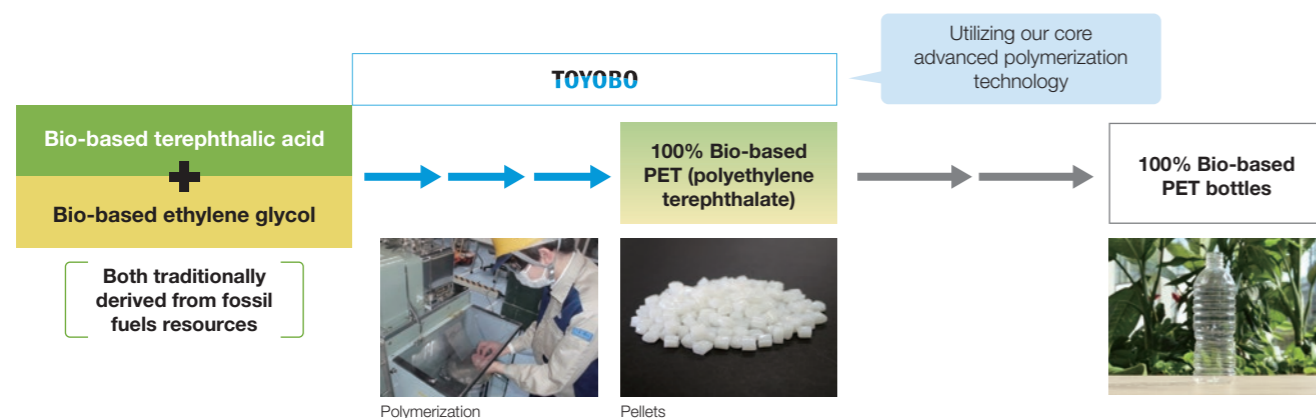 Utilizing our core
advanced polymerization
technology
TOYOBO
Bio-based terephthalic acid
+
Bio-based ethylene glycol
Both traditionally
derived from fossil
fuels resources
100% Bio-based
PET (polyethylene
terephthalate)
100% Bio-based
PET bottles
Polymerization
Pellets